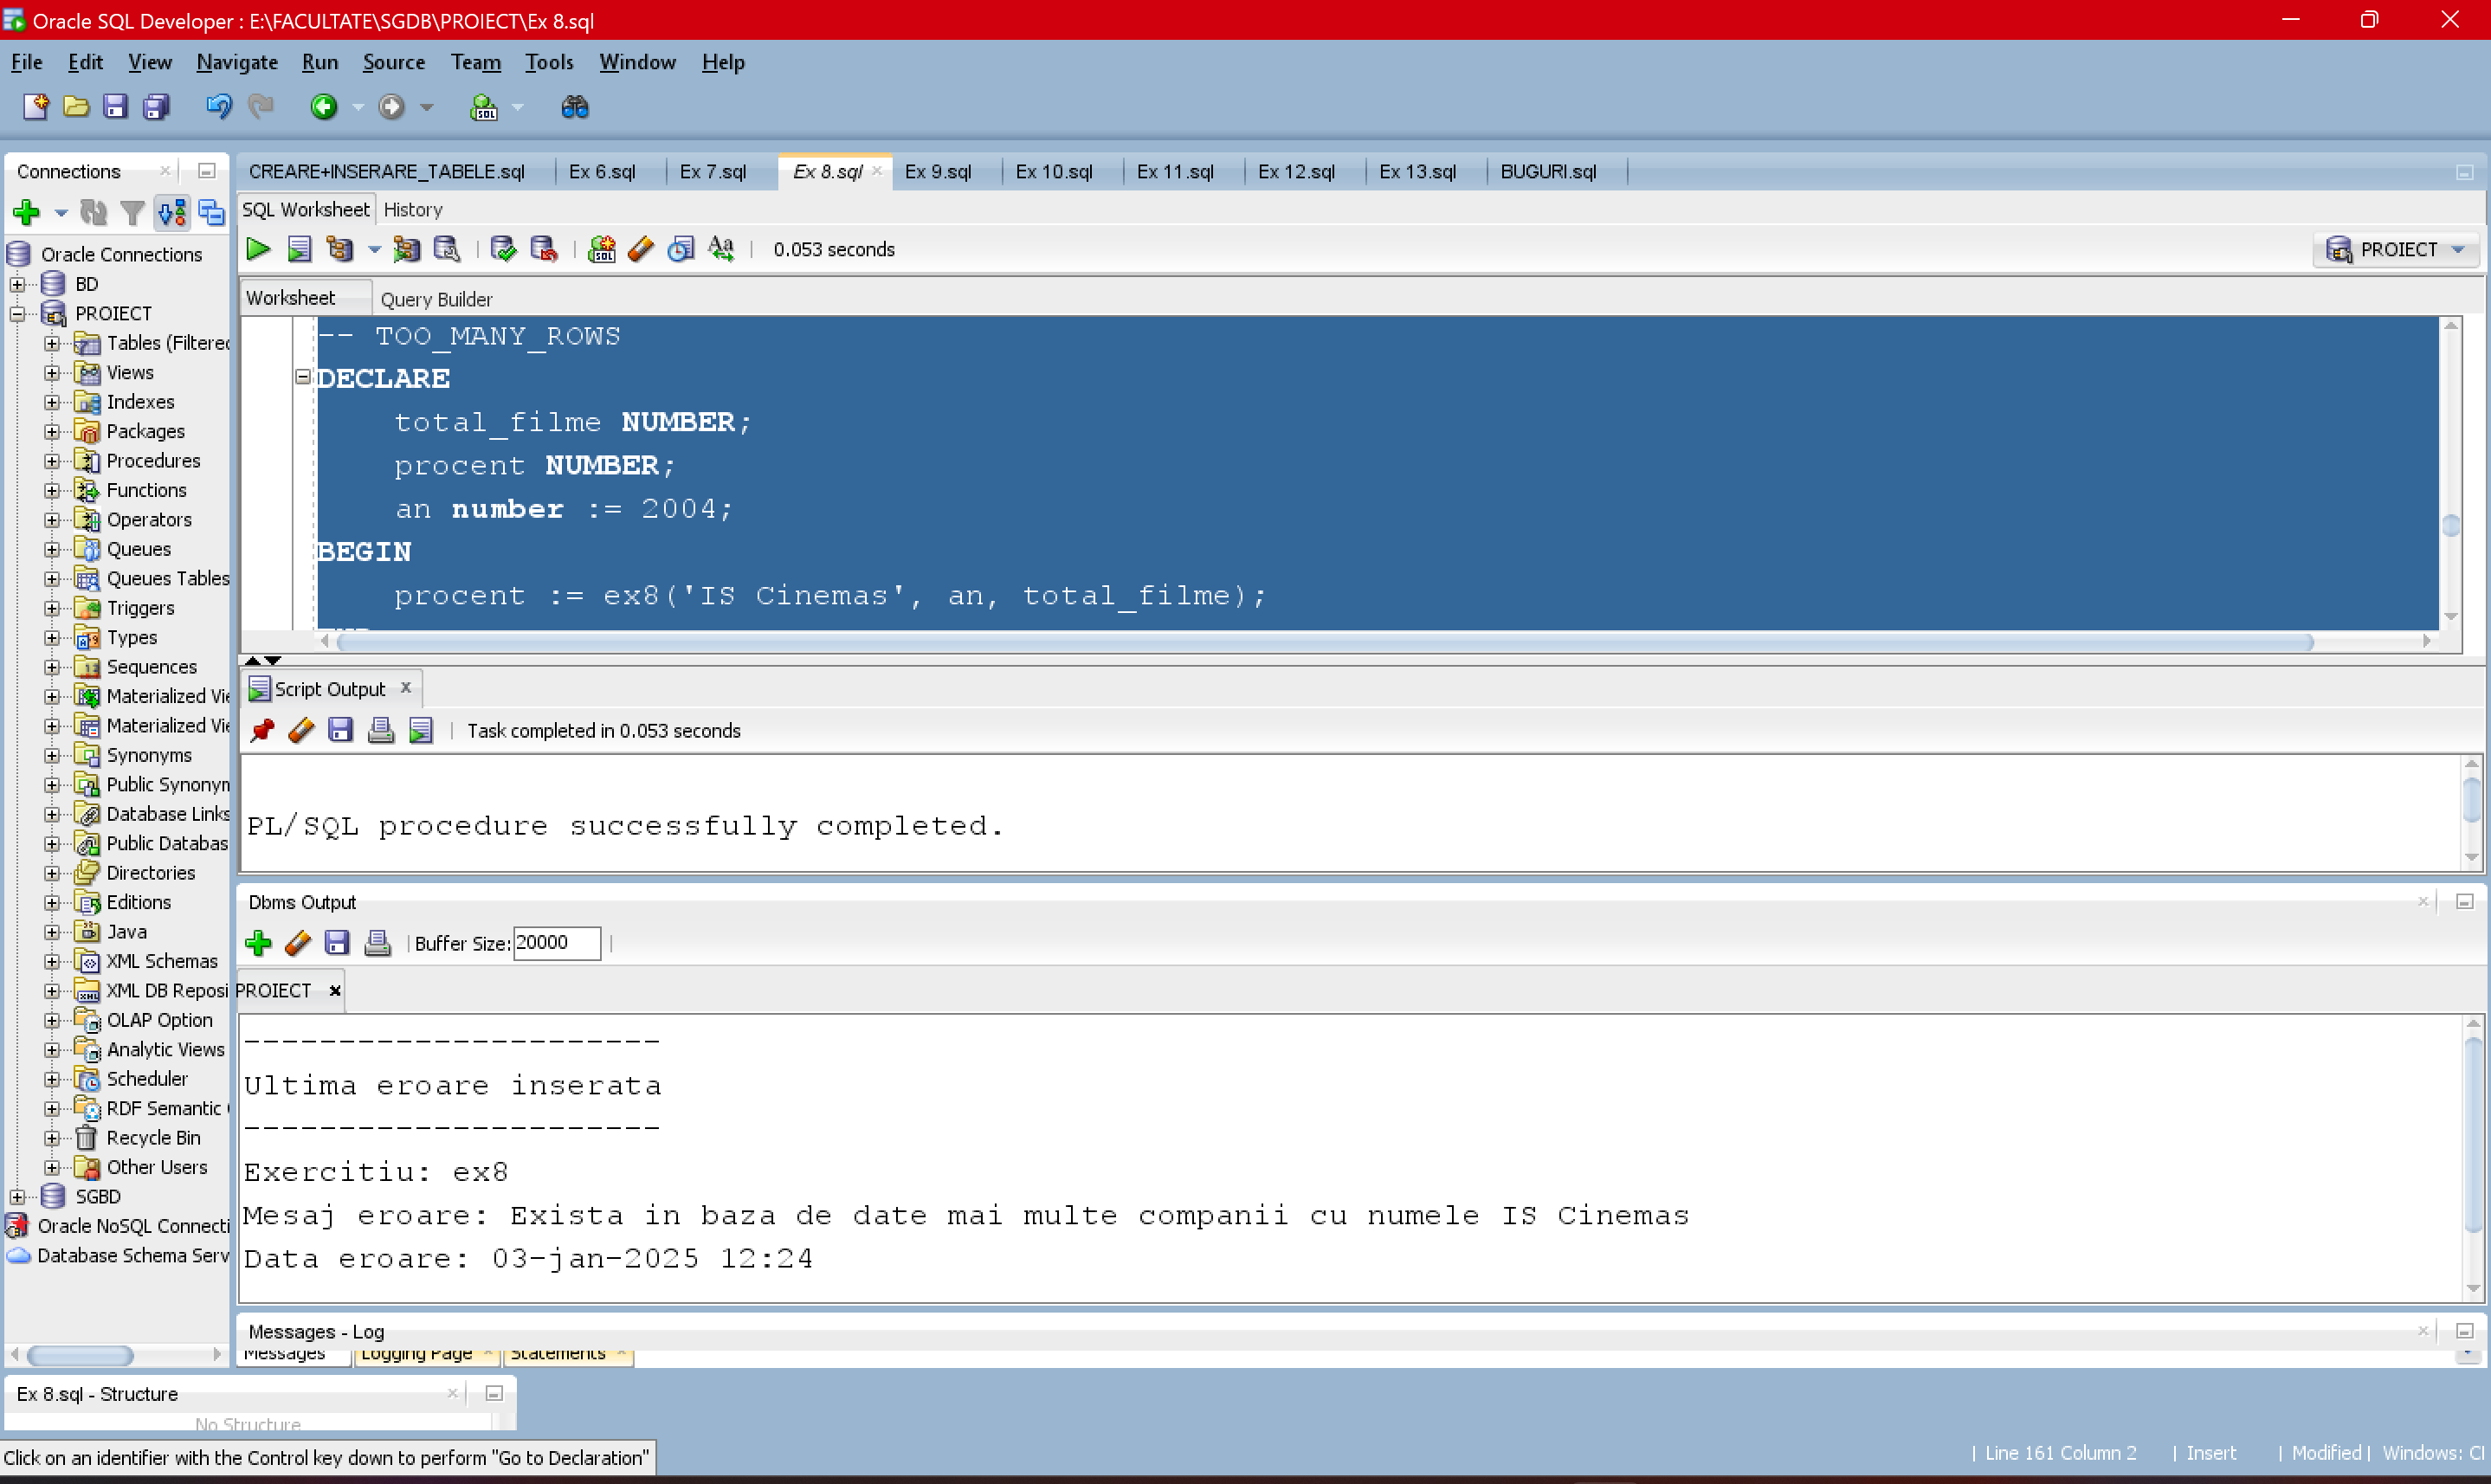 Oracle SQL Developer : E:\FACULTATE\SGDB\PROIECT\Ex 8.sql
File Edit View Navigate Run Source Team Tools Window Help
Connections
CREARE+INSERARE_TABELE.sql Ex 6.sql Ex 7.sql Ex 8.sql Ex 9.sql Ex 10.sql Ex 11.sql Ex 12.sql Ex 13.sql BUGURI.sql
SQL Worksheet History
0.053 seconds
PROIECT
Worksheet Query Builder
-- TOO_MANY_ROWS
DECLARE
total_filme NUMBER;
procent NUMBER;
an number := 2004;
BEGIN
procent := ex8('IS Cinemas', an, total_filme);
Oracle Connections
BD
PROIECT
Tables (Filtered
Views
Indexes
Packages
Procedures
Functions
Operators
Queues
Queues Tables
Triggers
Types
Sequences
Materialized Vie
Materialized Vie
Synonyms
Public Synonym
Database Links
Public Databas
Directories
Editions
Java
XML Schemas
XML DB Reposi
OLAP Option
Analytic Views
Scheduler
RDF Semantic
Recycle Bin
Other Users
SGBD
Oracle NoSQL Connecti
Database Schema Serv
Script Output
Task completed in 0.053 seconds
PL/SQL procedure successfully completed.
Dbms Output
Buffer Size: 20000
PROIECT
----------------------
Ultima eroare inserata
----------------------
Exercitiu: ex8
Mesaj eroare: Exista in baza de date mai multe companii cu numele IS Cinemas
Data eroare: 03-jan-2025 12:24
Messages - Log
Messages Logging Page Statements
Ex 8.sql - Structure
No Structure
Click on an identifier with the Control key down to perform "Go to Declaration"
Line 161 Column 2 | Insert | Modified | Windows: Cl